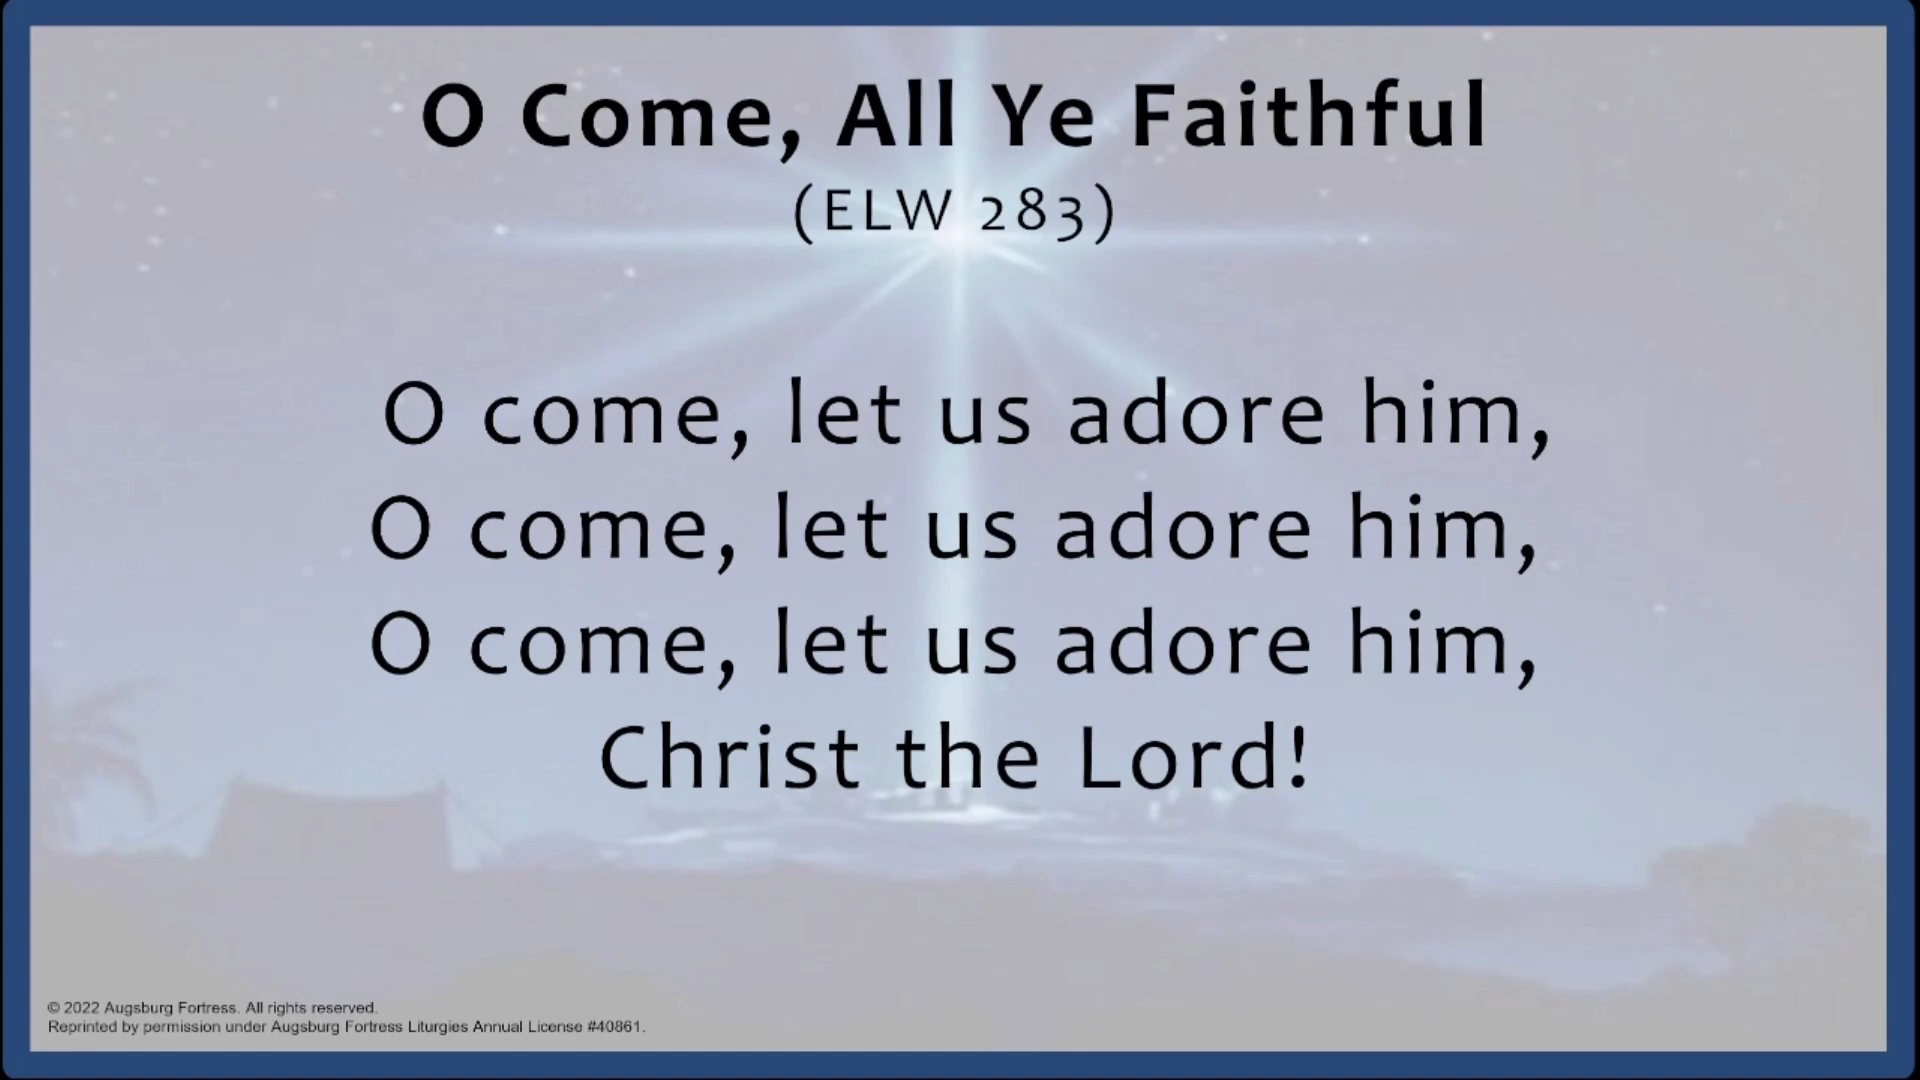 O Come, All Ye Faithful
(ELW 283)
O come, let us adore him,
O come, let us adore him,
O come, let us adore him,
Christ the Lord!
© 2022 Augsburg Fortress. All rights reserved.
Reprinted by permission under Augsburg Fortress Liturgies Annual License #40861.